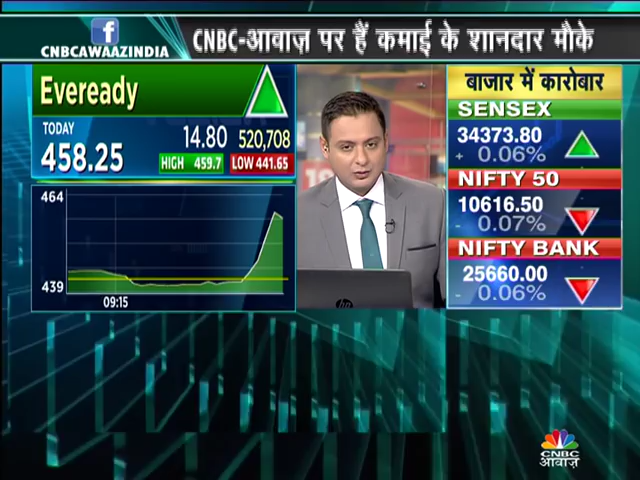 CNBCAWAAZINDIA
CNBC-आवाज़ पर हैं कमाई के शानदार मौके
Eveready
TODAY
458.25
14.80 520,708
HIGH 459.7 LOW 441.65
464
439
09:15
hp
बाजार में कारोबार
SENSEX
34373.80
+ 0.06%
NIFTY 50
10616.50
- 0.07%
NIFTY BANK
25660.00
- 0.06%
CNBC
आवाज़